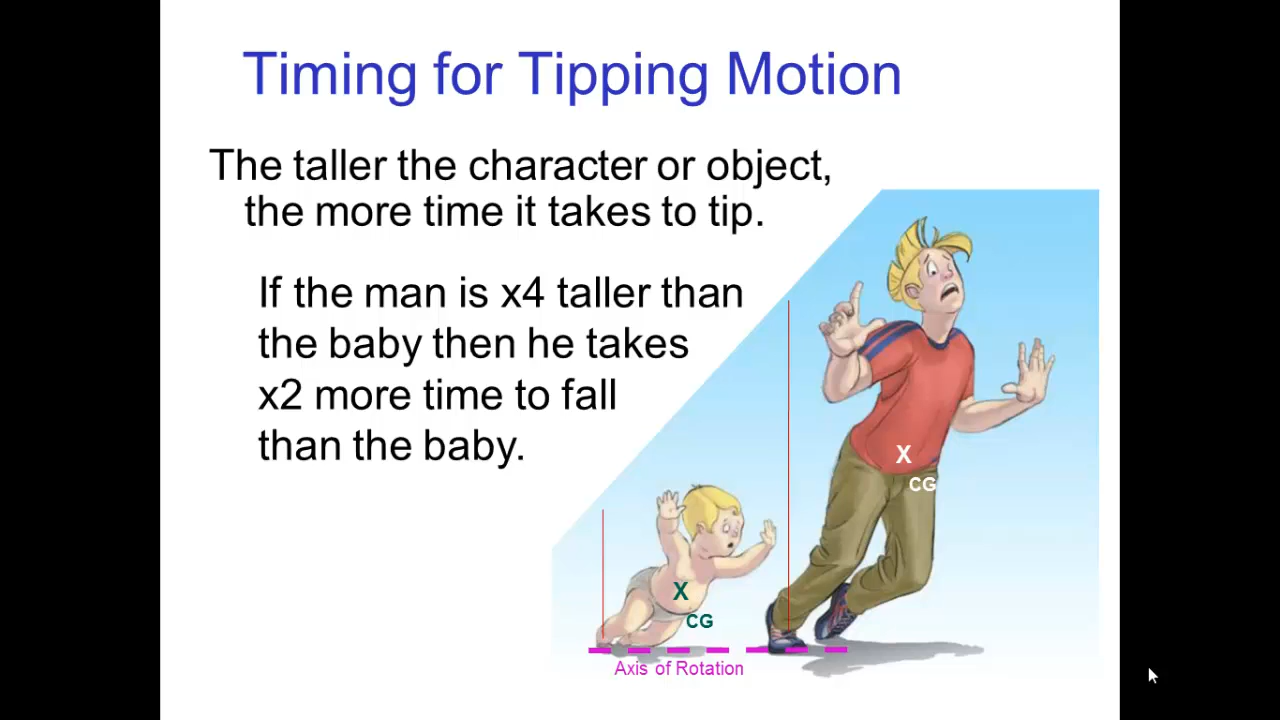 Timing for Tipping Motion
The taller the character or object,
the more time it takes to tip.
If the man is x4 taller than
the baby then he takes
x2 more time to fall
than the baby.
X
CG
X
CG
Axis of Rotation